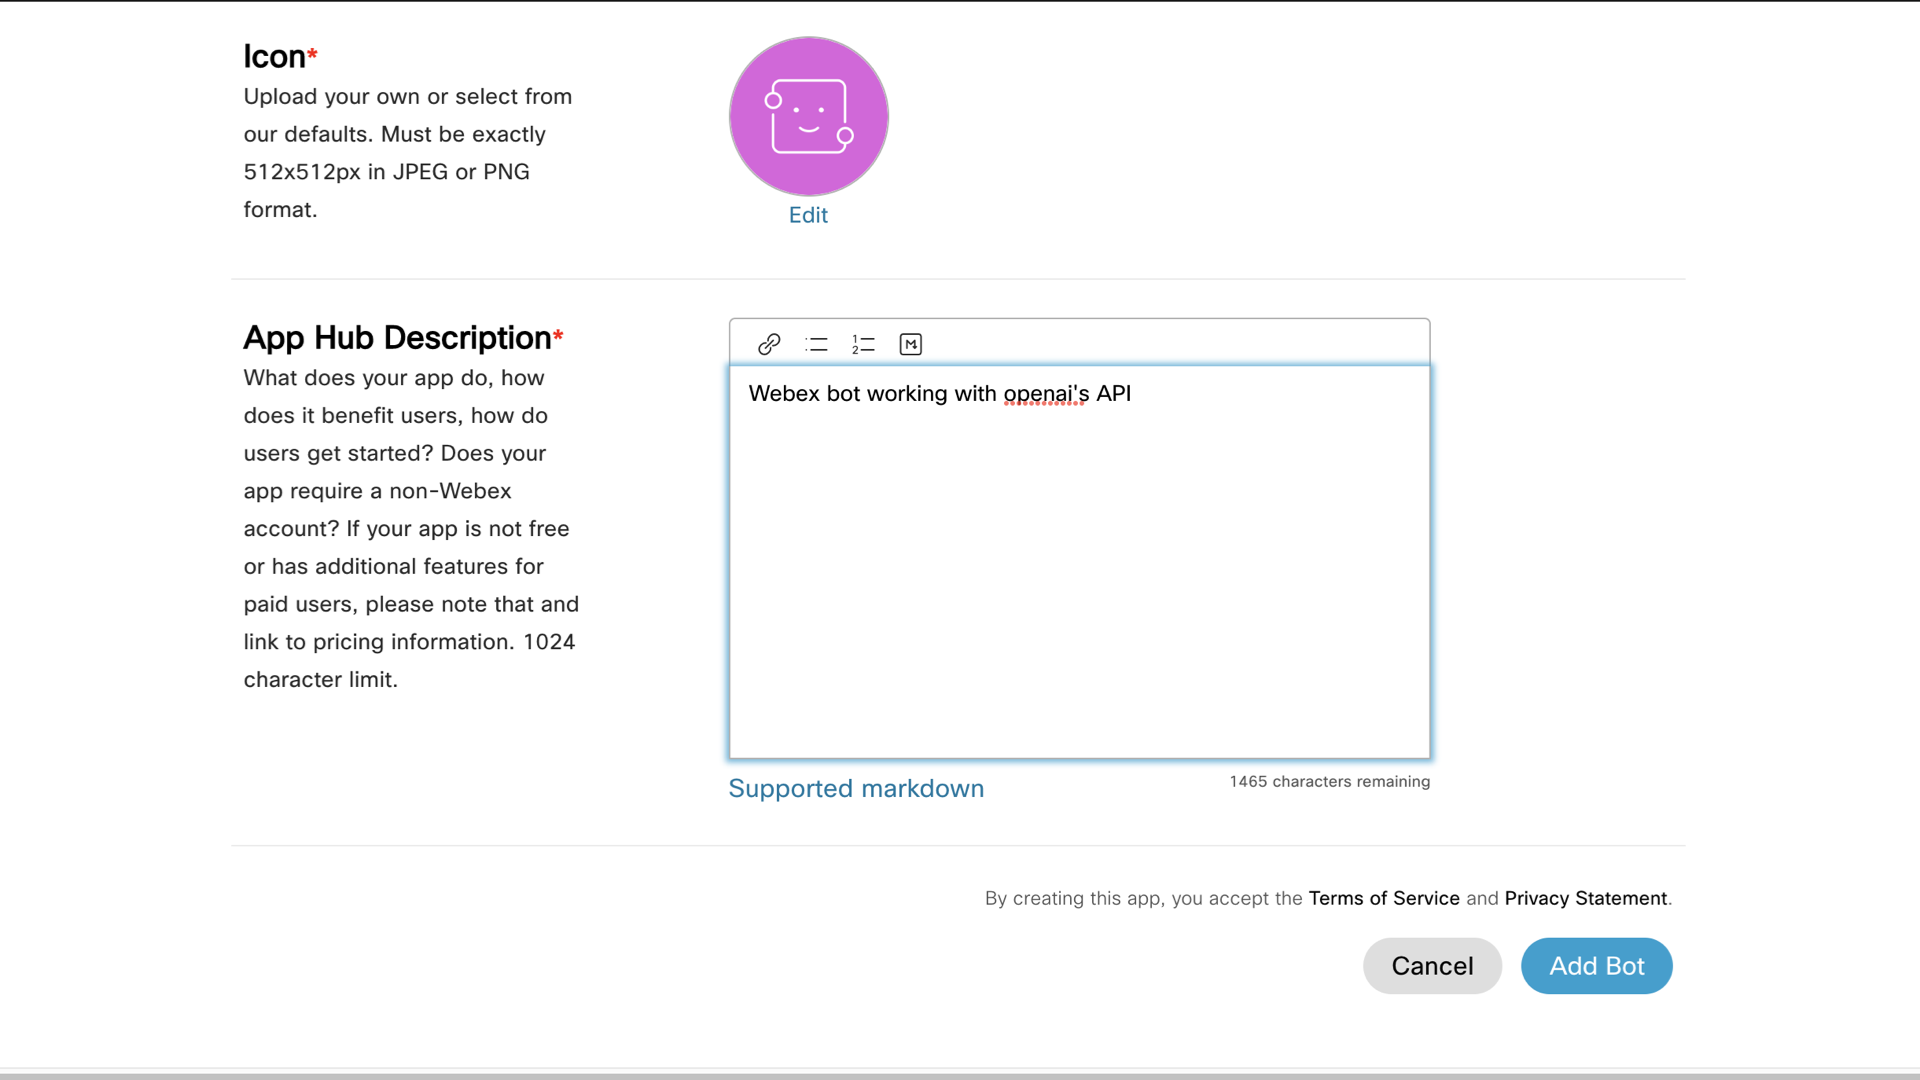 Icon*
Upload your own or select from
our defaults. Must be exactly
512x512px in JPEG or PNG
format.
Edit
App Hub Description*
What does your app do, how
does it benefit users, how do
users get started? Does your
app require a non-Webex
account? If your app is not free
or has additional features for
paid users, please note that and
link to pricing information. 1024
character limit.
Webex bot working with openai's API
Supported markdown
1465 characters remaining
By creating this app, you accept the Terms of Service and Privacy Statement.
Cancel
Add Bot